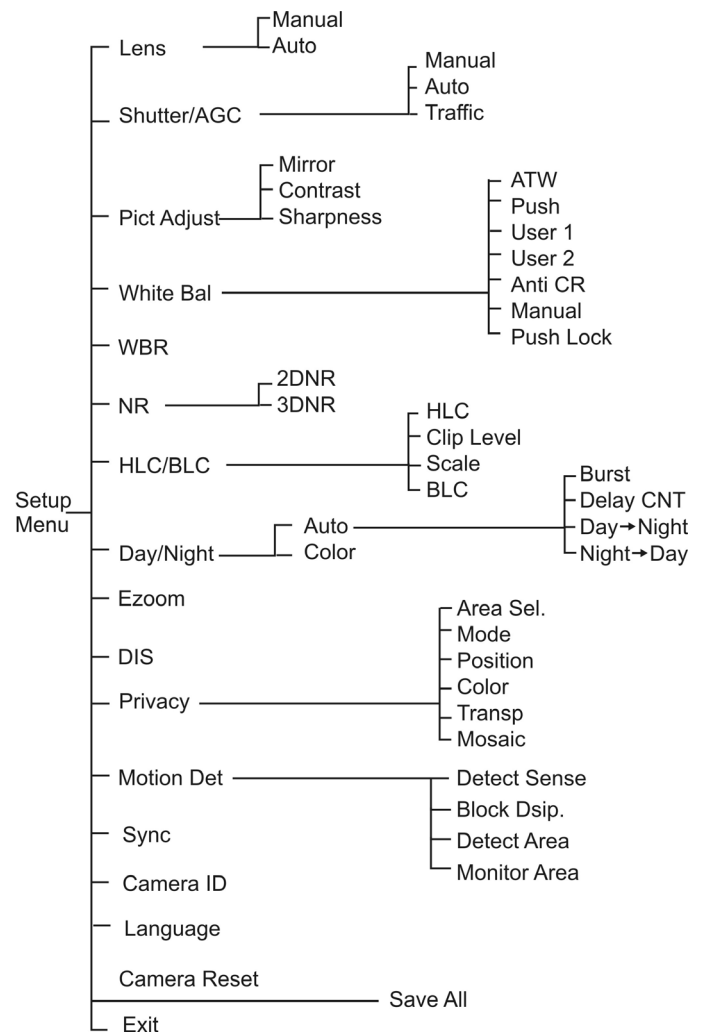 Setup
Menu
Lens
Manual
Auto
Shutter/AGC
Manual
Auto
Traffic
Pict Adjust
Mirror
Contrast
Sharpness
White Bal
ATW
Push
User 1
User 2
Anti CR
Manual
Push Lock
WBR
NR
2DNR
3DNR
HLC/BLC
HLC
Clip Level
Scale
BLC
Day/Night
Auto
Burst
Delay CNT
Day→Night
Night→Day
Color
Ezoom
DIS
Privacy
Area Sel.
Mode
Position
Color
Transp
Mosaic
Motion Det
Detect Sense
Block Dsip.
Detect Area
Monitor Area
Sync
Camera ID
Language
Camera Reset
Save All
Exit